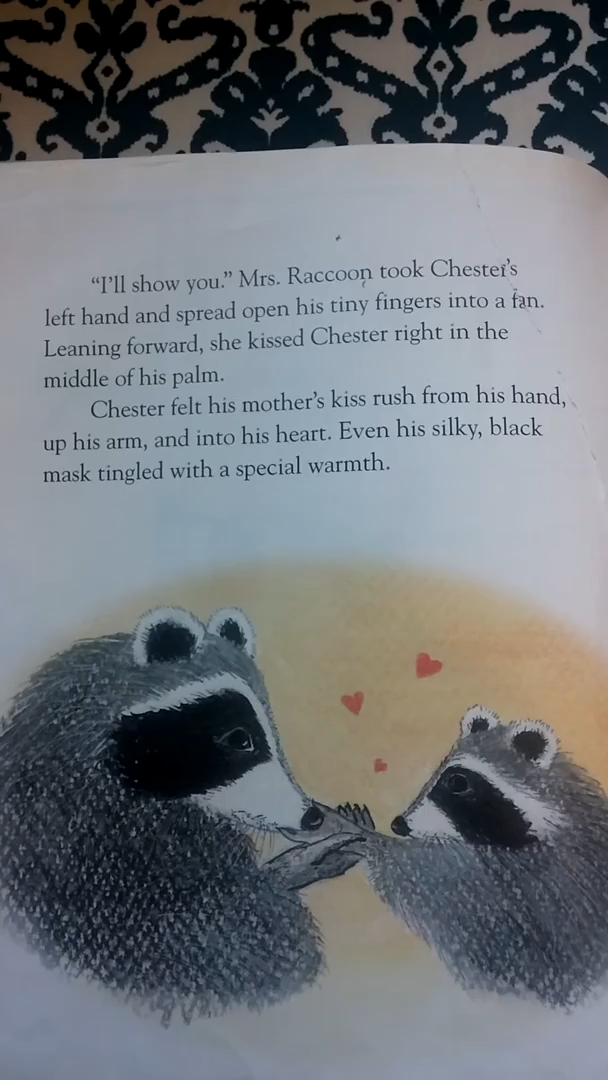 “I’ll show you.” Mrs. Raccoon took Chester’s
left hand and spread open his tiny fingers into a fan.
Leaning forward, she kissed Chester right in the
middle of his palm.
Chester felt his mother’s kiss rush from his hand,
up his arm, and into his heart. Even his silky, black
mask tingled with a special warmth.